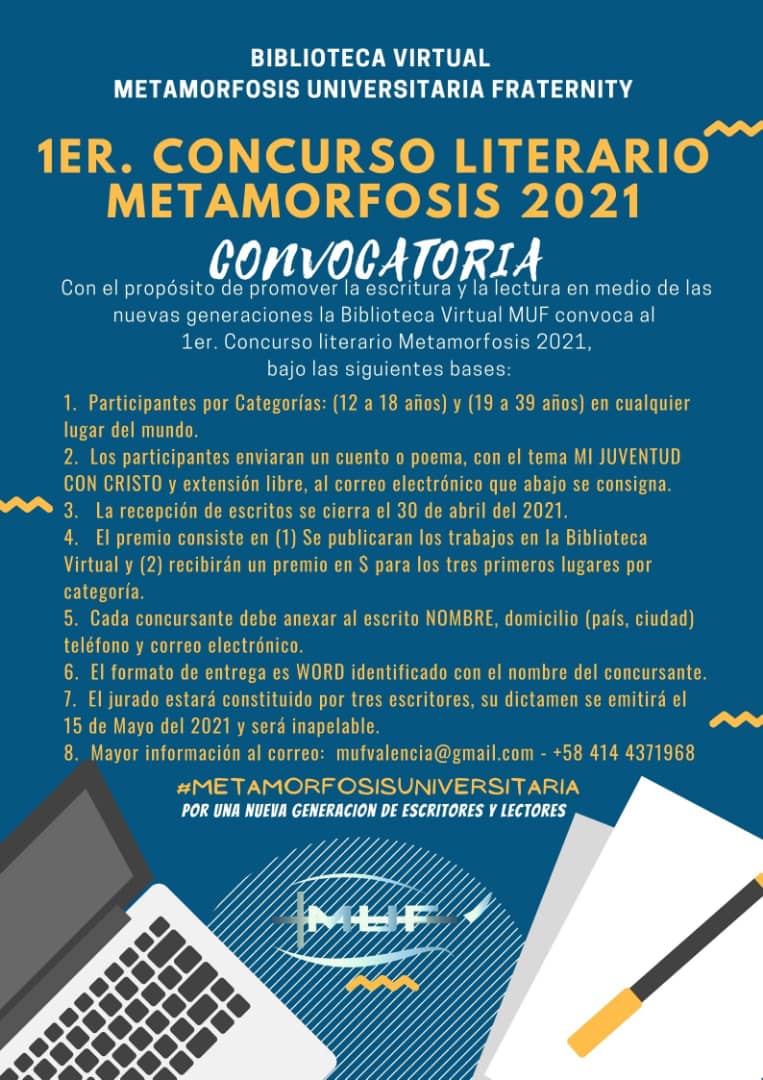 BIBLIOTECA VIRTUAL
METAMORFOSIS UNIVERSITARIA FRATERNITY
1ER. CONCURSO LITERARIO
METAMORFOSIS 2021
CONVOCATORIA
Con el propósito de promover la escritura y la lectura en medio de las
nuevas generaciones la Biblioteca Virtual MUF convoca al
1er. Concurso literario Metamorfosis 2021,
bajo las siguientes bases:
1. Participantes por Categorías: (12 a 18 años) y (19 a 39 años) en cualquier
lugar del mundo.
2. Los participantes enviaran un cuento o poema, con el tema MI JUVENTUD
CON CRISTO y extensión libre, al correo electrónico que abajo se consigna.
3. La recepción de escritos se cierra el 30 de abril del 2021.
4. El premio consiste en (1) Se publicaran los trabajos en la Biblioteca
Virtual y (2) recibirán un premio en $ para los tres primeros lugares por
categoría.
5. Cada concursante debe anexar al escrito NOMBRE, domicilio (país, ciudad)
teléfono y correo electrónico.
6. El formato de entrega es WORD identificado con el nombre del concursante.
7. El jurado estará constituido por tres escritores, su dictamen se emitirá el
15 de Mayo del 2021 y será inapelable.
8. Mayor información al correo: mufvalencia@gmail.com - +58 414 4371968
#METAMORFOSISUNIVERSITARIA
POR UNA NUEVA GENERACION DE ESCRITORES Y LECTORES
MUF